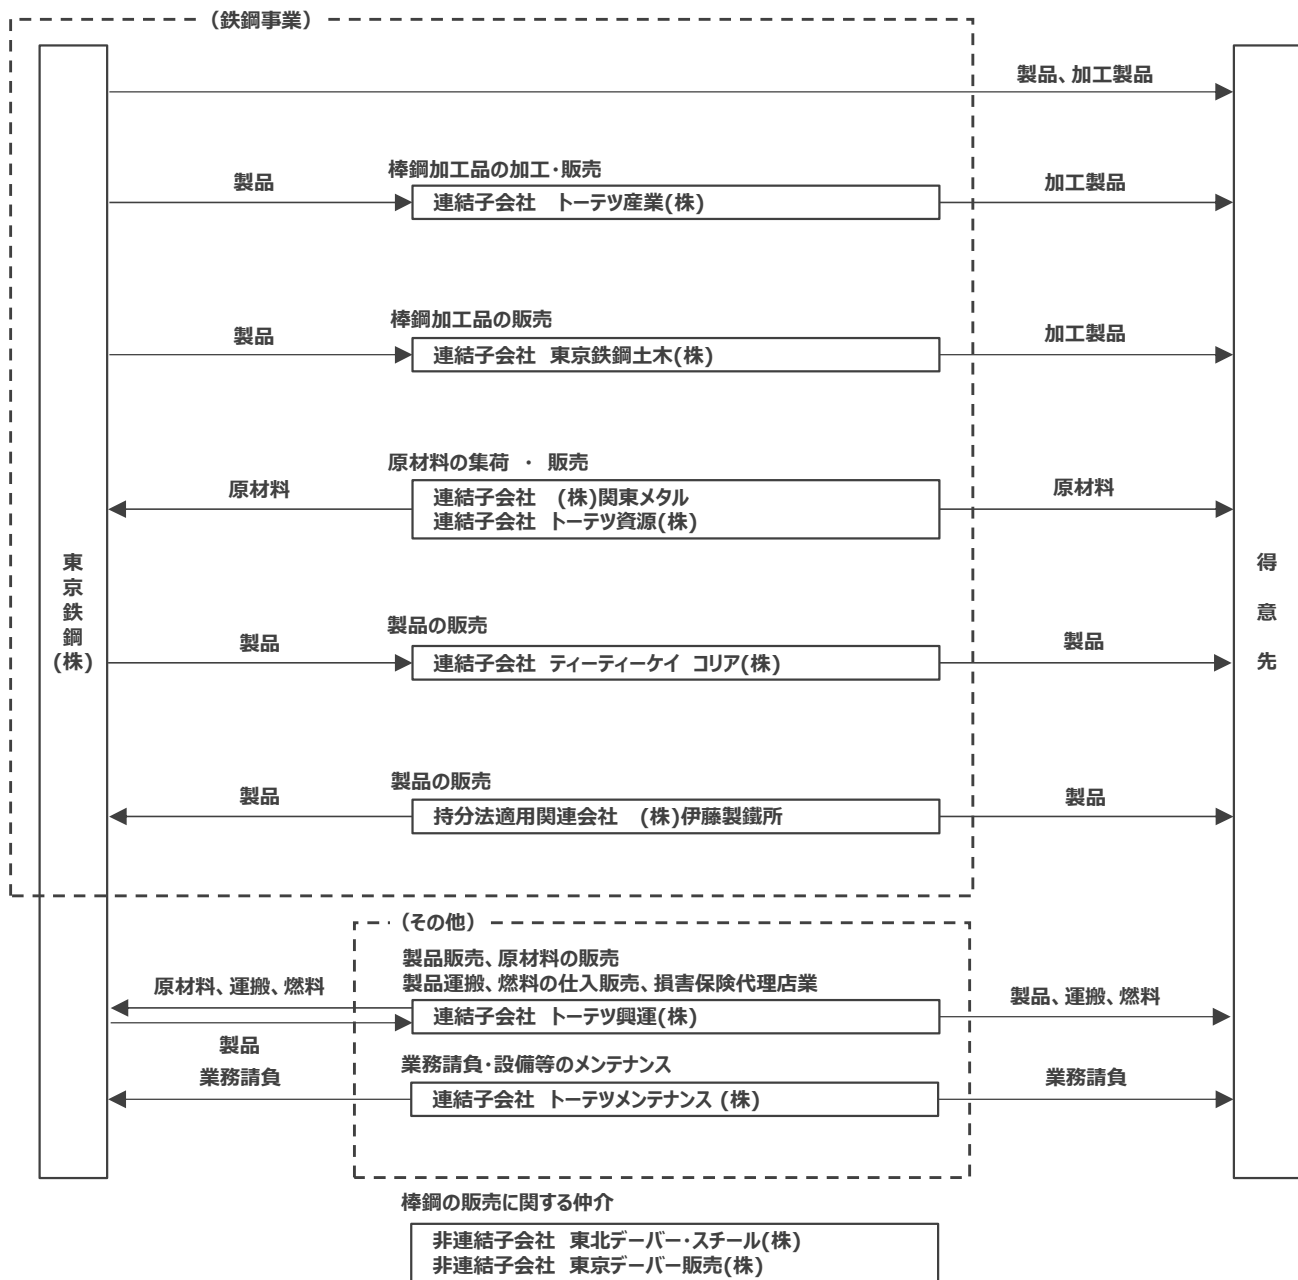 （鉄鋼事業）
製品、加工製品
棒鋼加工品の加工・販売
製品
連結子会社　トーテツ産業(株)
加工製品
棒鋼加工品の販売
製品
連結子会社 東京鉄鋼土木(株)
加工製品
原材料の集荷 ・ 販売
原材料
連結子会社　(株)関東メタル
連結子会社 トーテツ資源(株)
原材料
東京鉄鋼(株)
得意先
製品の販売
製品
連結子会社 ティーティーケイ コリア(株)
製品
製品の販売
製品
持分法適用関連会社　(株)伊藤製鐵所
製品
（その他）
製品販売、原材料の販売
製品運搬、燃料の仕入販売、損害保険代理店業
原材料、運搬、燃料
連結子会社 トーテツ興運(株)
製品、運搬、燃料
製品
業務請負・設備等のメンテナンス
業務請負
連結子会社 トーテツメンテナンス (株)
業務請負
棒鋼の販売に関する仲介
非連結子会社 東北デーバー・スチール(株)
非連結子会社 東京デーバー販売(株)